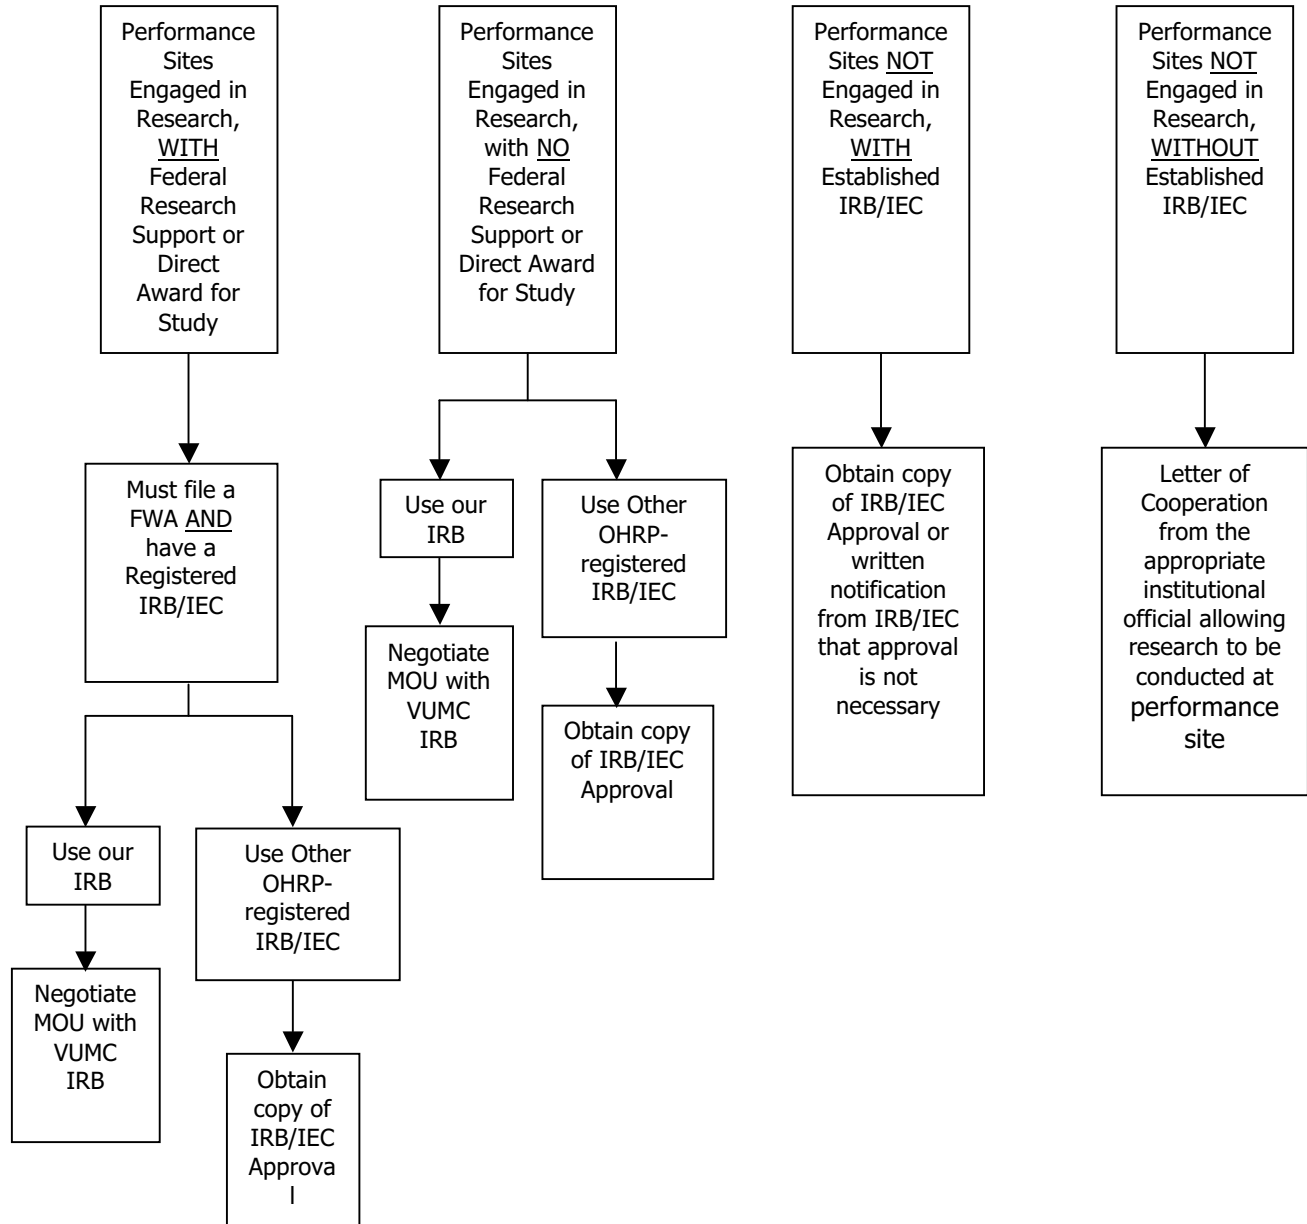 Performance
Sites
Engaged in
Research,
WITH
Federal
Research
Support or
Direct
Award for
Study
Performance
Sites
Engaged in
Research,
with NO
Federal
Research
Support or
Direct Award
for Study
Performance
Sites NOT
Engaged in
Research,
WITH
Established
IRB/IEC
Performance
Sites NOT
Engaged in
Research,
WITHOUT
Established
IRB/IEC
Must file a
FWA AND
have a
Registered
IRB/IEC
Use our
IRB
Use Other
OHRP-
registered
IRB/IEC
Obtain copy
of IRB/IEC
Approval or
written
notification
from IRB/IEC
that approval
is not
necessary
Letter of
Cooperation
from the
appropriate
institutional
official allowing
research to be
conducted at
performance
site
Negotiate
MOU with
VUMC
IRB
Obtain copy
of IRB/IEC
Approval
Use our
IRB
Use Other
OHRP-
registered
IRB/IEC
Negotiate
MOU with
VUMC
IRB
Obtain
copy of
IRB/IEC
Approva
l